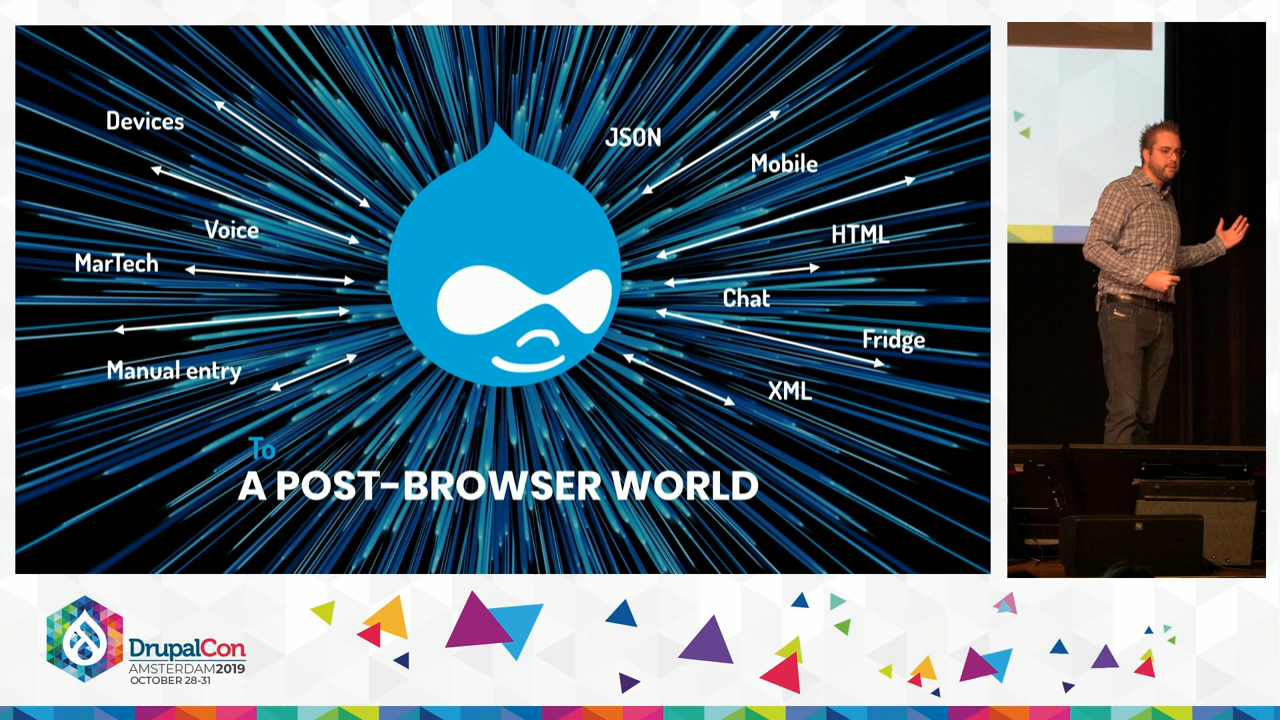 Devices
JSON
Mobile
Voice
HTML
MarTech
Chat
Fridge
Manual entry
XML
To
A POST-BROWSER WORLD
DrupalCon
AMSTERDAM2019
OCTOBER 28-31